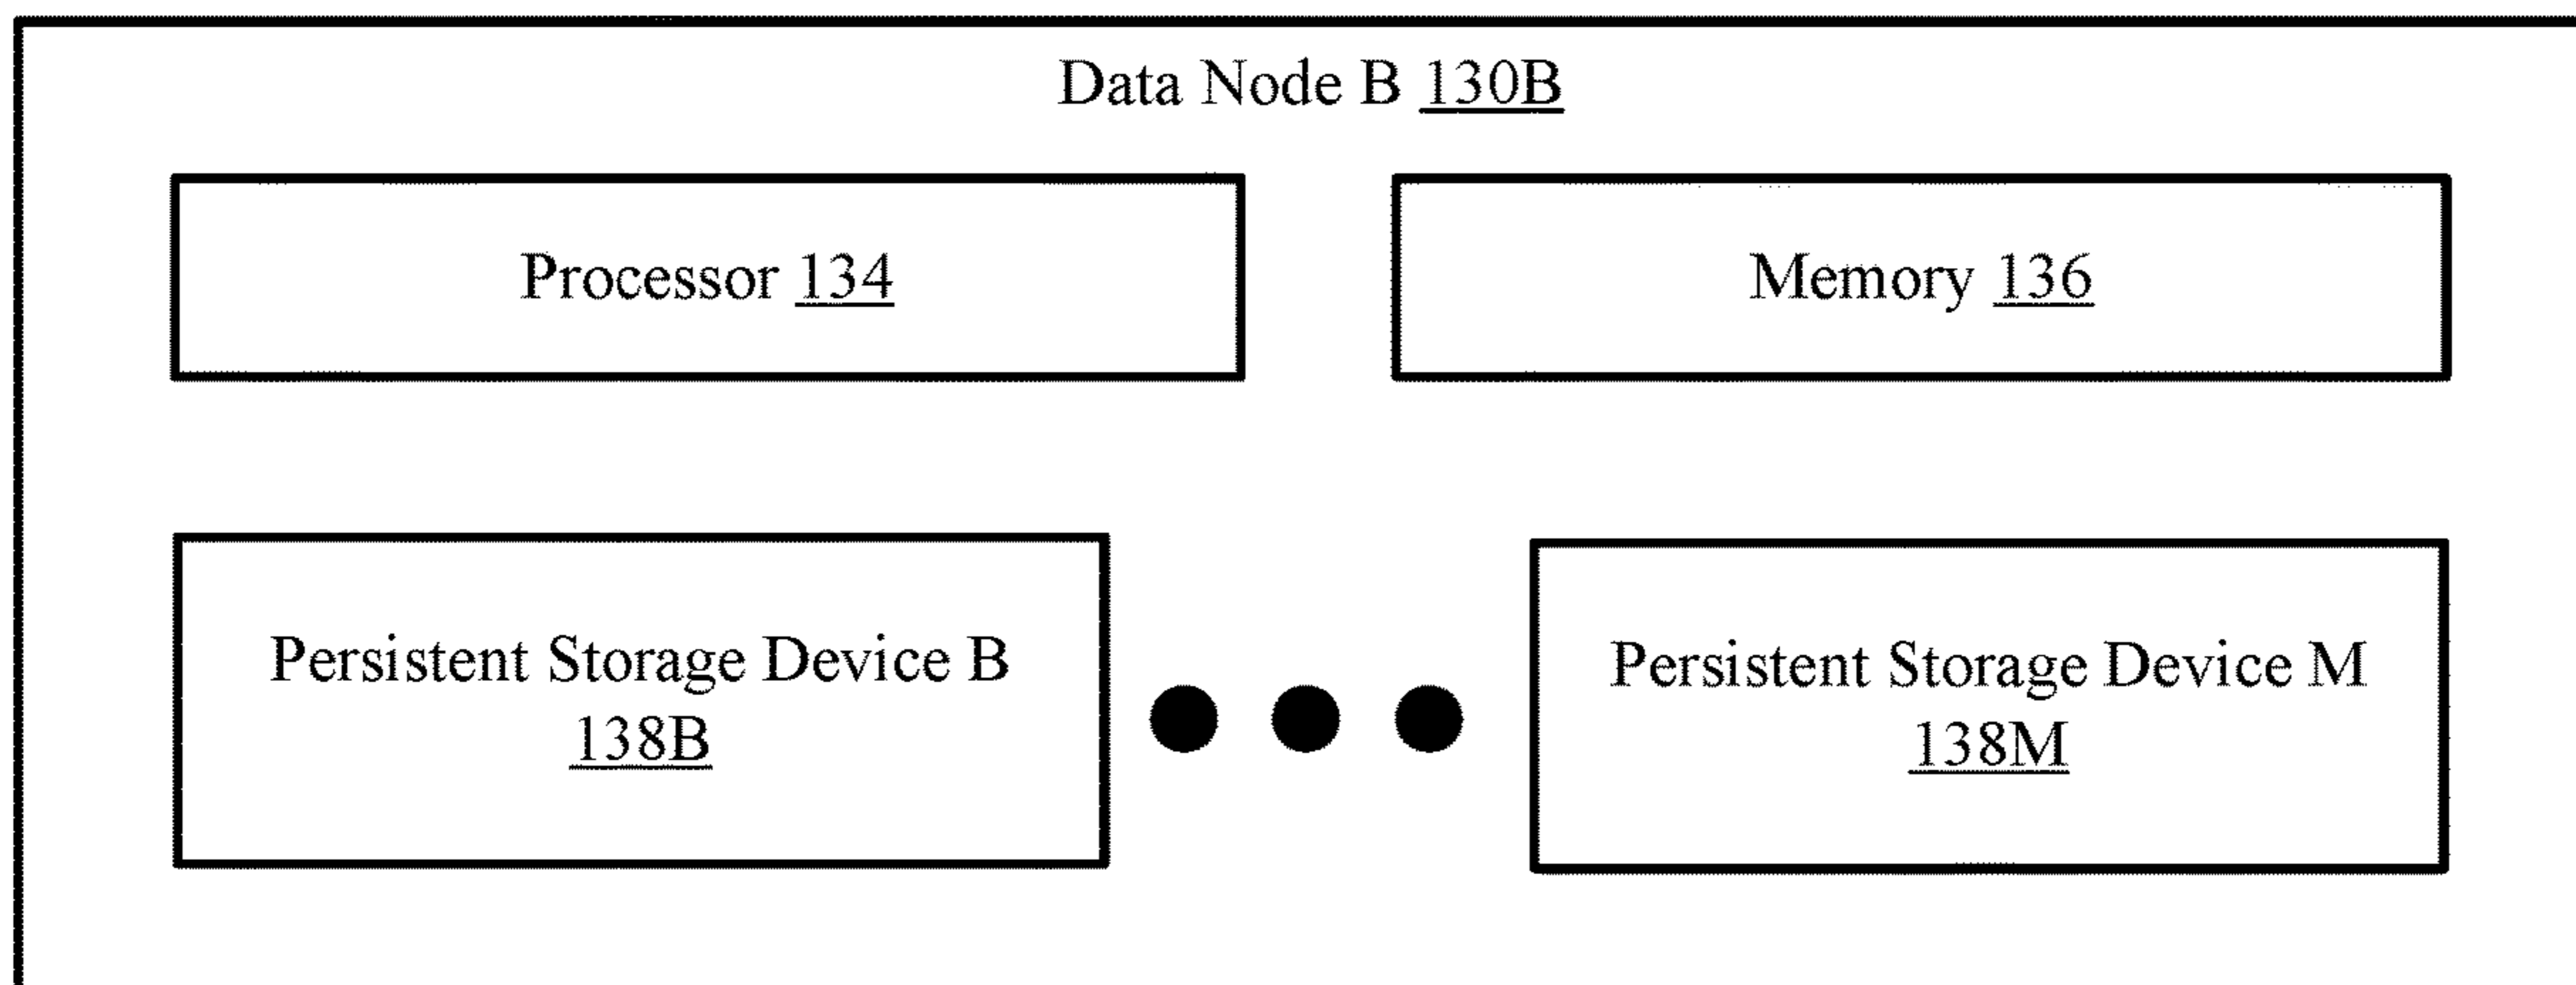 Data Node B 130B
Processor 134
Memory 136
Persistent Storage Device B
138B
Persistent Storage Device M
138M